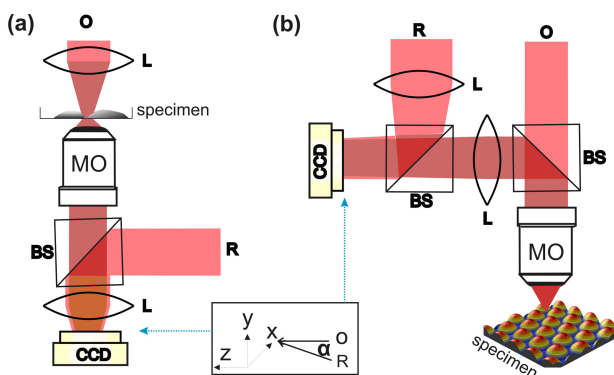 (a)
O
L
specimen
MO
BS
R
L
CCD
(b)
R
O
L
CCD
BS
L
BS
MO
specimen
y
x
z
α
O
R